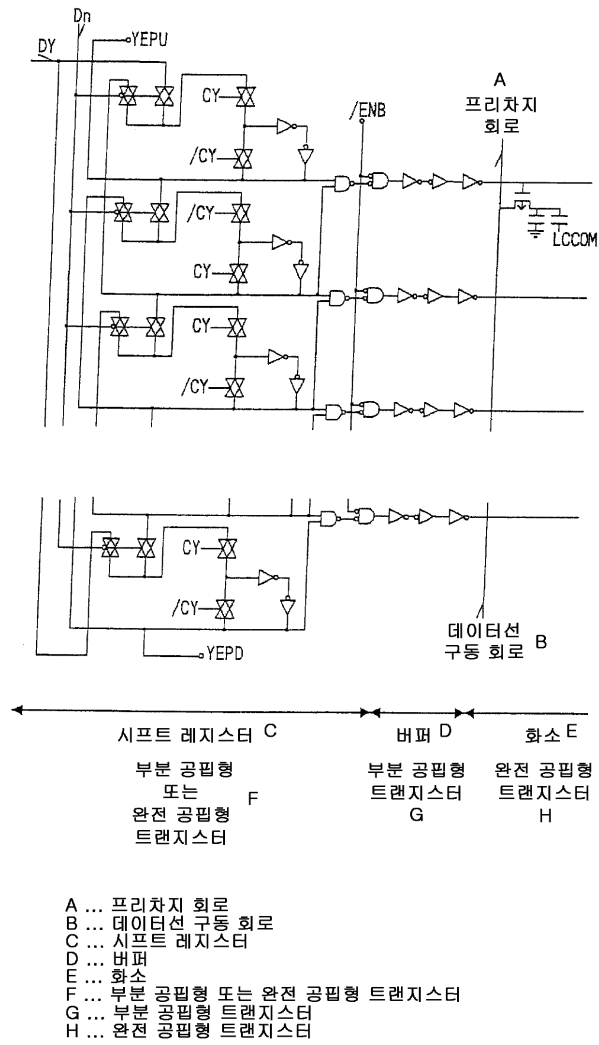 Dn
DY
YEPU
A
프리차지
회로
CY
/ENB
/CY
/CY
LCCOM
CY
CY
/CY
CY
/CY
YEPD
데이터선
구동 회로 B
시프트 레지스터 C
버퍼 D
화소 E
부분 공핍형
또는
완전 공핍형
트랜지스터
F
부분 공핍형
트랜지스터
G
완전 공핍형
트랜지스터
H
A ... 프리차지 회로
B ... 데이터선 구동 회로
C ... 시프트 레지스터
D ... 버퍼
E ... 화소
F ... 부분 공핍형 또는 완전 공핍형 트랜지스터
G ... 부분 공핍형 트랜지스터
H ... 완전 공핍형 트랜지스터